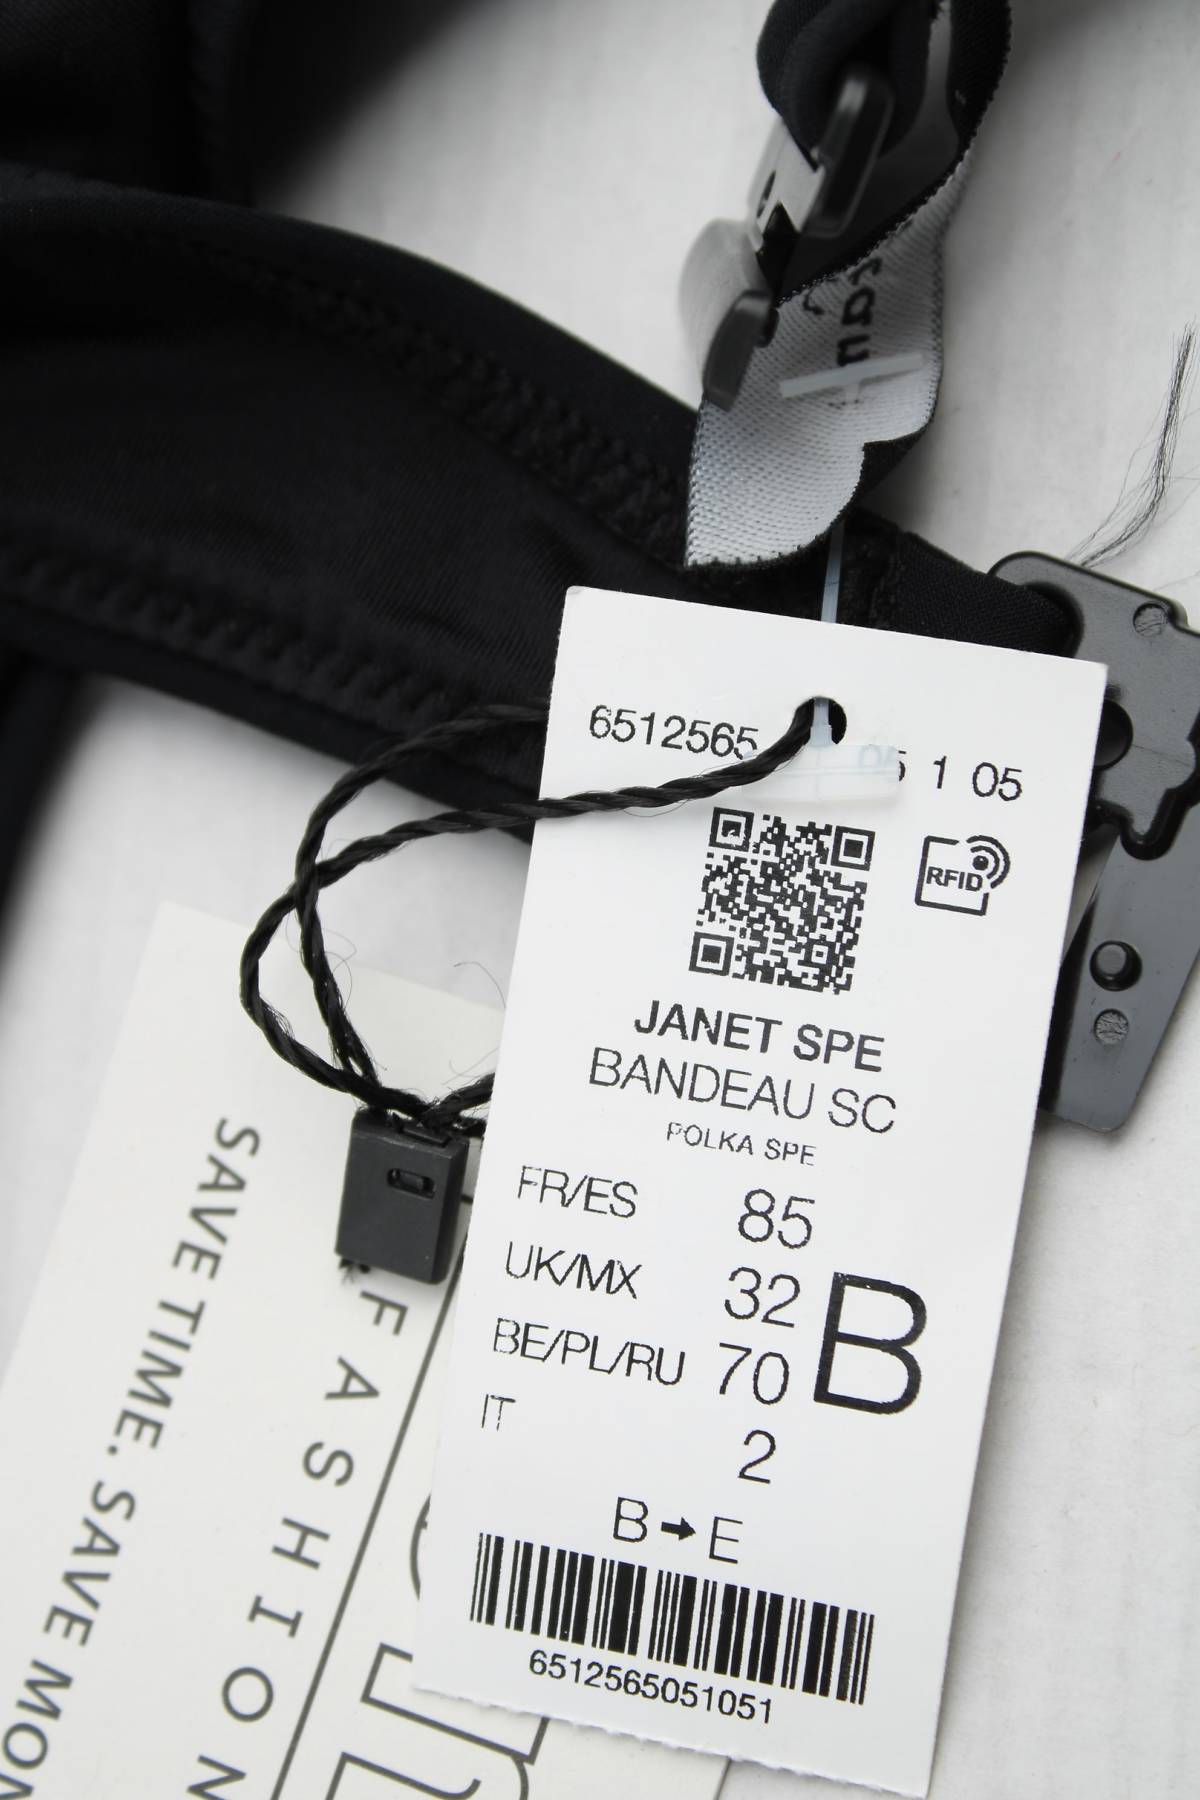 6512565 05 1 05
RFID
JANET SPE
BANDEAU SC
POLKA SPE
FR/ES 85
UK/MX 32
BE/PL/RU 70
IT 2
B
B→E
6512565051051
SAVE TIME. SAVE MON
FASHION